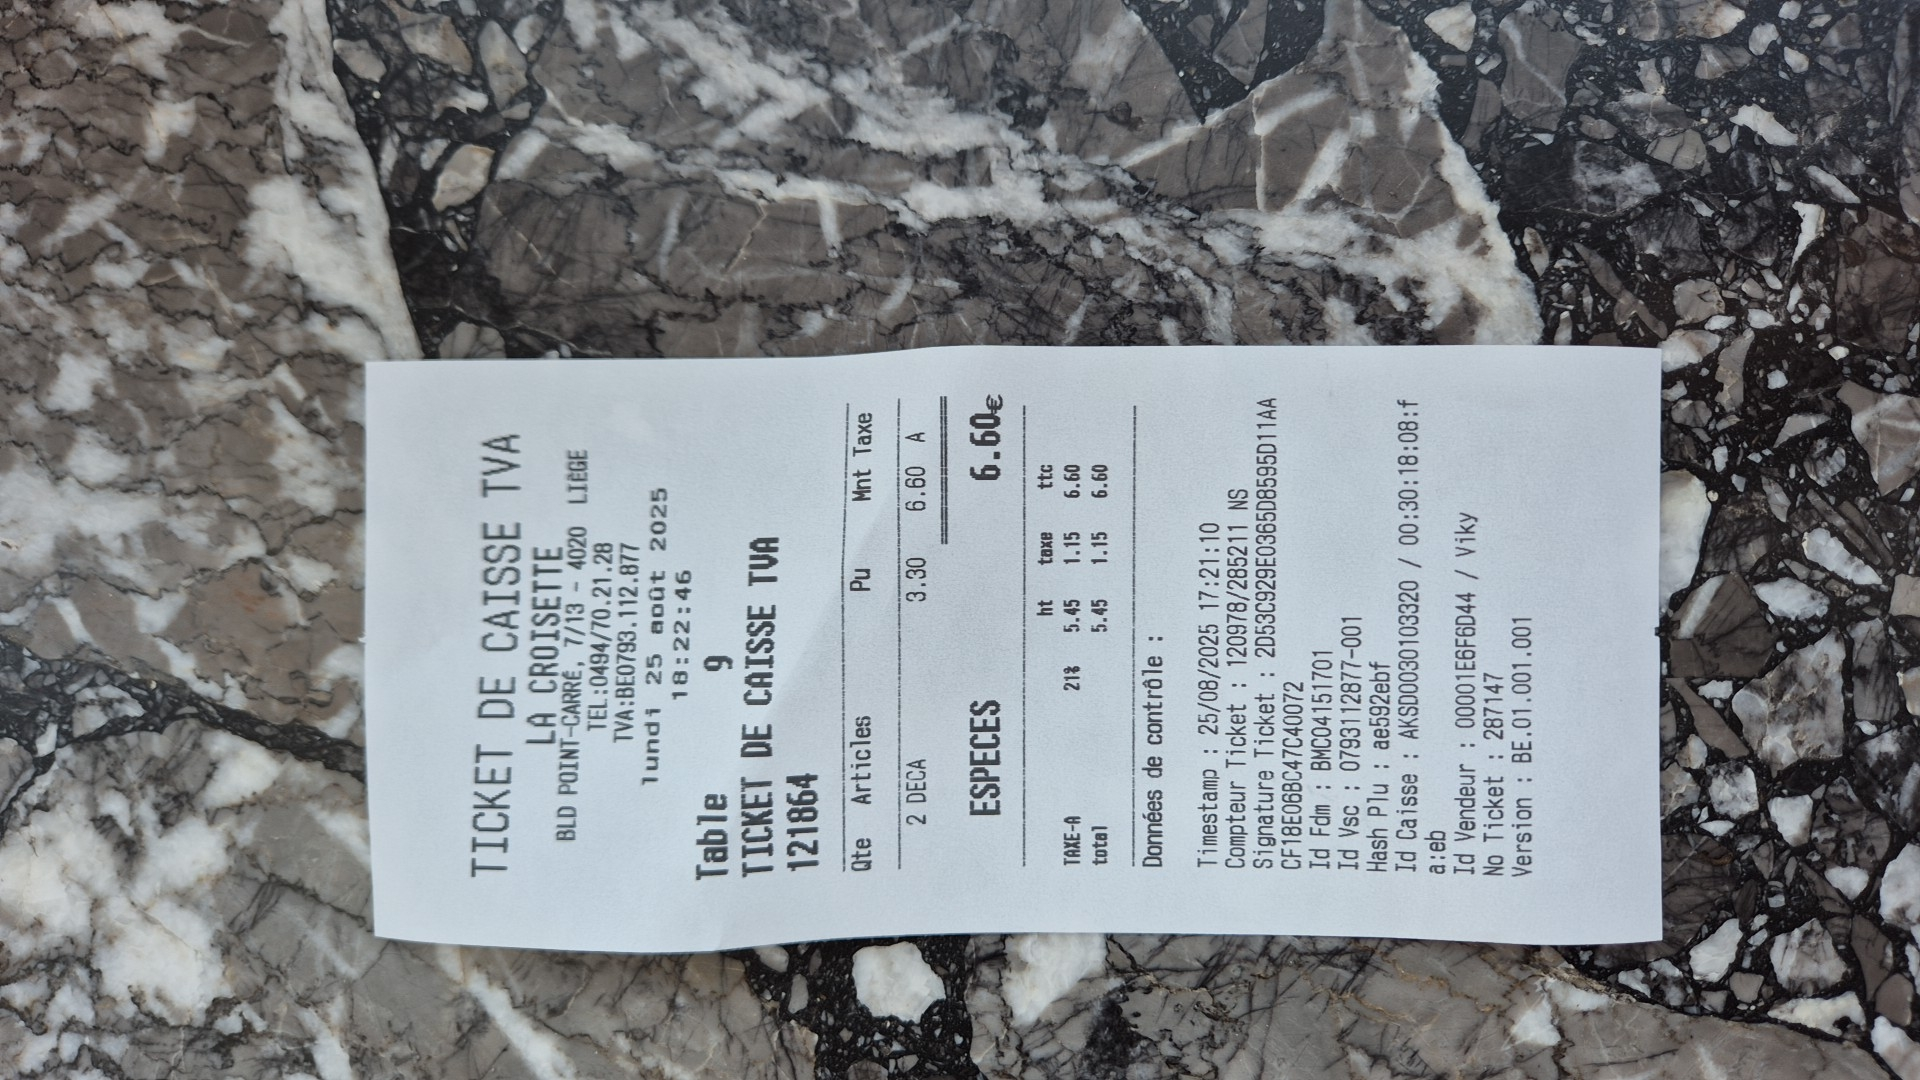 TICKET DE CAISSE TVA
LA CROISETTE
BLD POINT-CARRÉ, 7/13 - 4020 LIÈGE
TEL:0494/70.21.28
TVA:BE0793.112.877
lundi 25 août 2025
18:22:46
Table 9
TICKET DE CAISSE TVA
121864
Qte Articles Pu Mnt Taxe
2 DECA 3.30 6.60 A
ESPECES 6.60€
ht taxe ttc
TAXE-A 21% 5.45 1.15 6.60
total 5.45 1.15 6.60
Données de contrôle :
Timestamp : 25/08/2025 17:21:10
Compteur Ticket : 120978/285211 NS
Signature Ticket : 2D53C929E0365D8595D11AA
CF18E06BC47C40072
Id Fdm : BMC04151701
Id Vsc : 0793112877-001
Hash Plu : ae592ebf
Id Caisse : AKSD0030103320 / 00:30:18:08:f
a:eb
Id Vendeur : 00001E6F6D44 / Viky
No Ticket : 287147
Version : BE.01.001.001